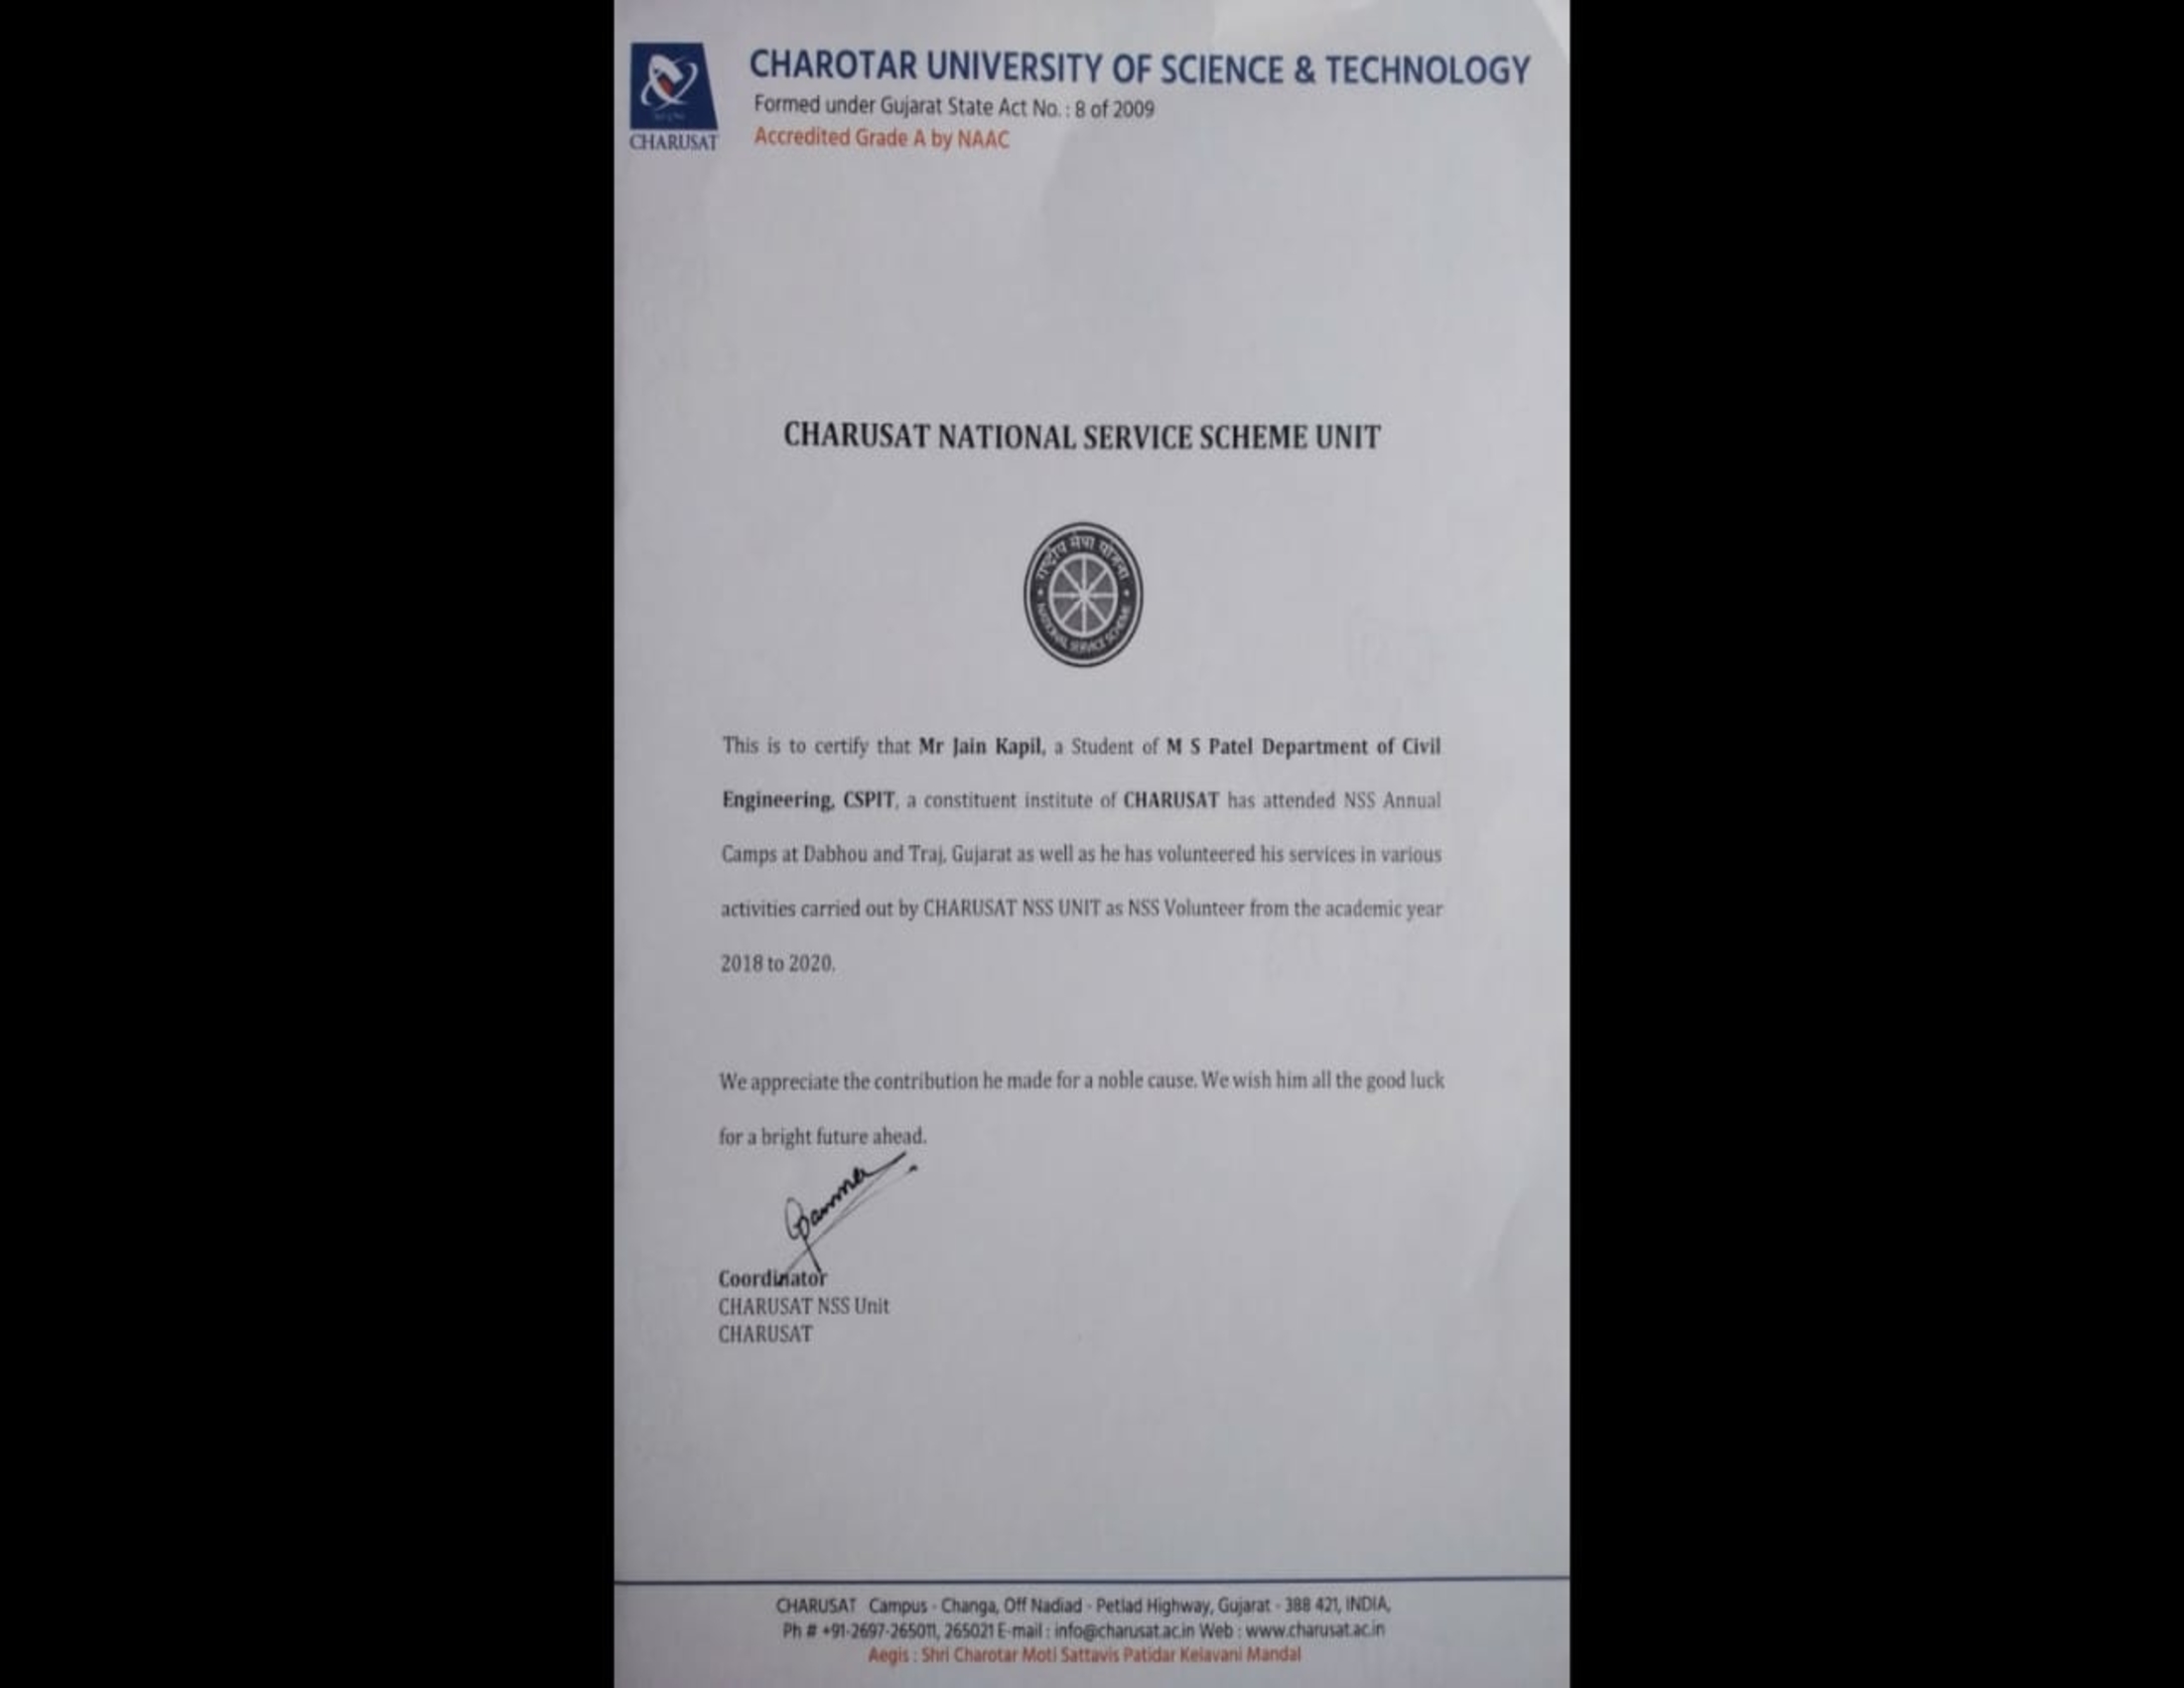 CHAROTAR UNIVERSITY OF SCIENCE & TECHNOLOGY
Formed under Gujarat State Act No. : 8 of 2009
Accredited Grade A by NAAC
CHARUSAT
CHARUSAT NATIONAL SERVICE SCHEME UNIT
राष्ट्रीय सेवा योजना
NATIONAL SERVICE SCHEME
This is to certify that Mr Jain Kapil, a Student of M S Patel Department of Civil
Engineering, CSPIT, a constituent institute of CHARUSAT has attended NSS Annual
Camps at Dabhou and Traj, Gujarat as well as he has volunteered his services in various
activities carried out by CHARUSAT NSS UNIT as NSS Volunteer from the academic year
2018 to 2020.
We appreciate the contribution he made for a noble cause. We wish him all the good luck
for a bright future ahead.
Coordinator
CHARUSAT NSS Unit
CHARUSAT
CHARUSAT Campus - Changa, Off Nadiad - Petlad Highway, Gujarat - 388 421, INDIA,
Ph # +91-2697-265011, 265021 E-mail : info@charusat.ac.in Web : www.charusat.ac.in
Aegis : Shri Charotar Moti Sattavis Patidar Kelavani Mandal